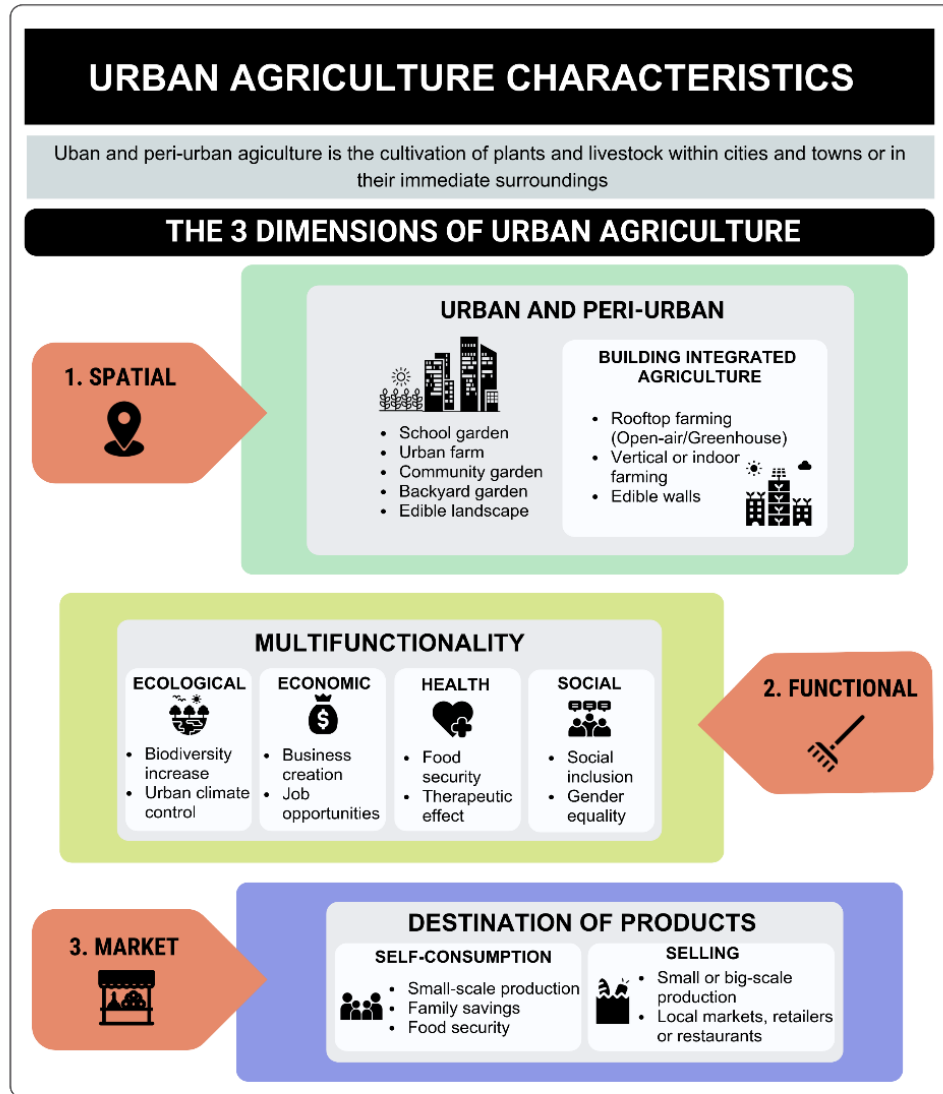 URBAN AGRICULTURE CHARACTERISTICS
Uban and peri-urban agiculture is the cultivation of plants and livestock within cities and towns or in
their immediate surroundings
THE 3 DIMENSIONS OF URBAN AGRICULTURE
1. SPATIAL
URBAN AND PERI-URBAN
• School garden
• Urban farm
• Community garden
• Backyard garden
• Edible landscape
BUILDING INTEGRATED
AGRICULTURE
• Rooftop farming
(Open-air/Greenhouse)
• Vertical or indoor
farming
• Edible walls
2. FUNCTIONAL
MULTIFUNCTIONALITY
ECOLOGICAL
• Biodiversity
increase
• Urban climate
control
ECONOMIC
$
• Business
creation
• Job
opportunities
HEALTH
• Food
security
• Therapeutic
effect
SOCIAL
• Social
inclusion
• Gender
equality
3. MARKET
DESTINATION OF PRODUCTS
SELF-CONSUMPTION
• Small-scale production
• Family savings
• Food security
SELLING
• Small or big-scale
production
• Local markets, retailers
or restaurants